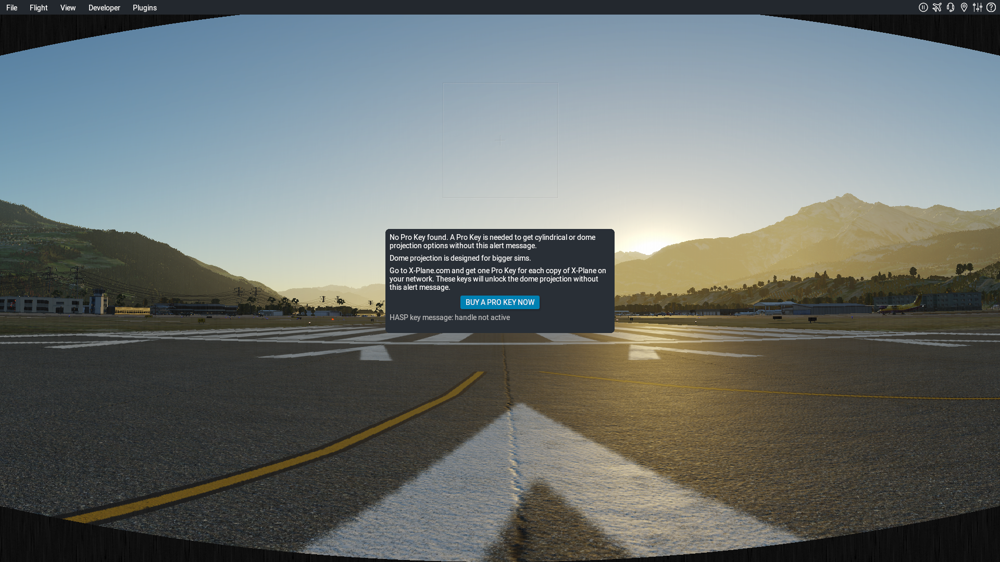 File Flight View Developer Plugins
No Pro Key found. A Pro Key is needed to get cylindrical or dome
projection options without this alert message.
Dome projection is designed for bigger sims.
Go to X-Plane.com and get one Pro Key for each copy of X-Plane on
your network. These keys will unlock the dome projection without
this alert message.
BUY A PRO KEY NOW
HASP key message: handle not active